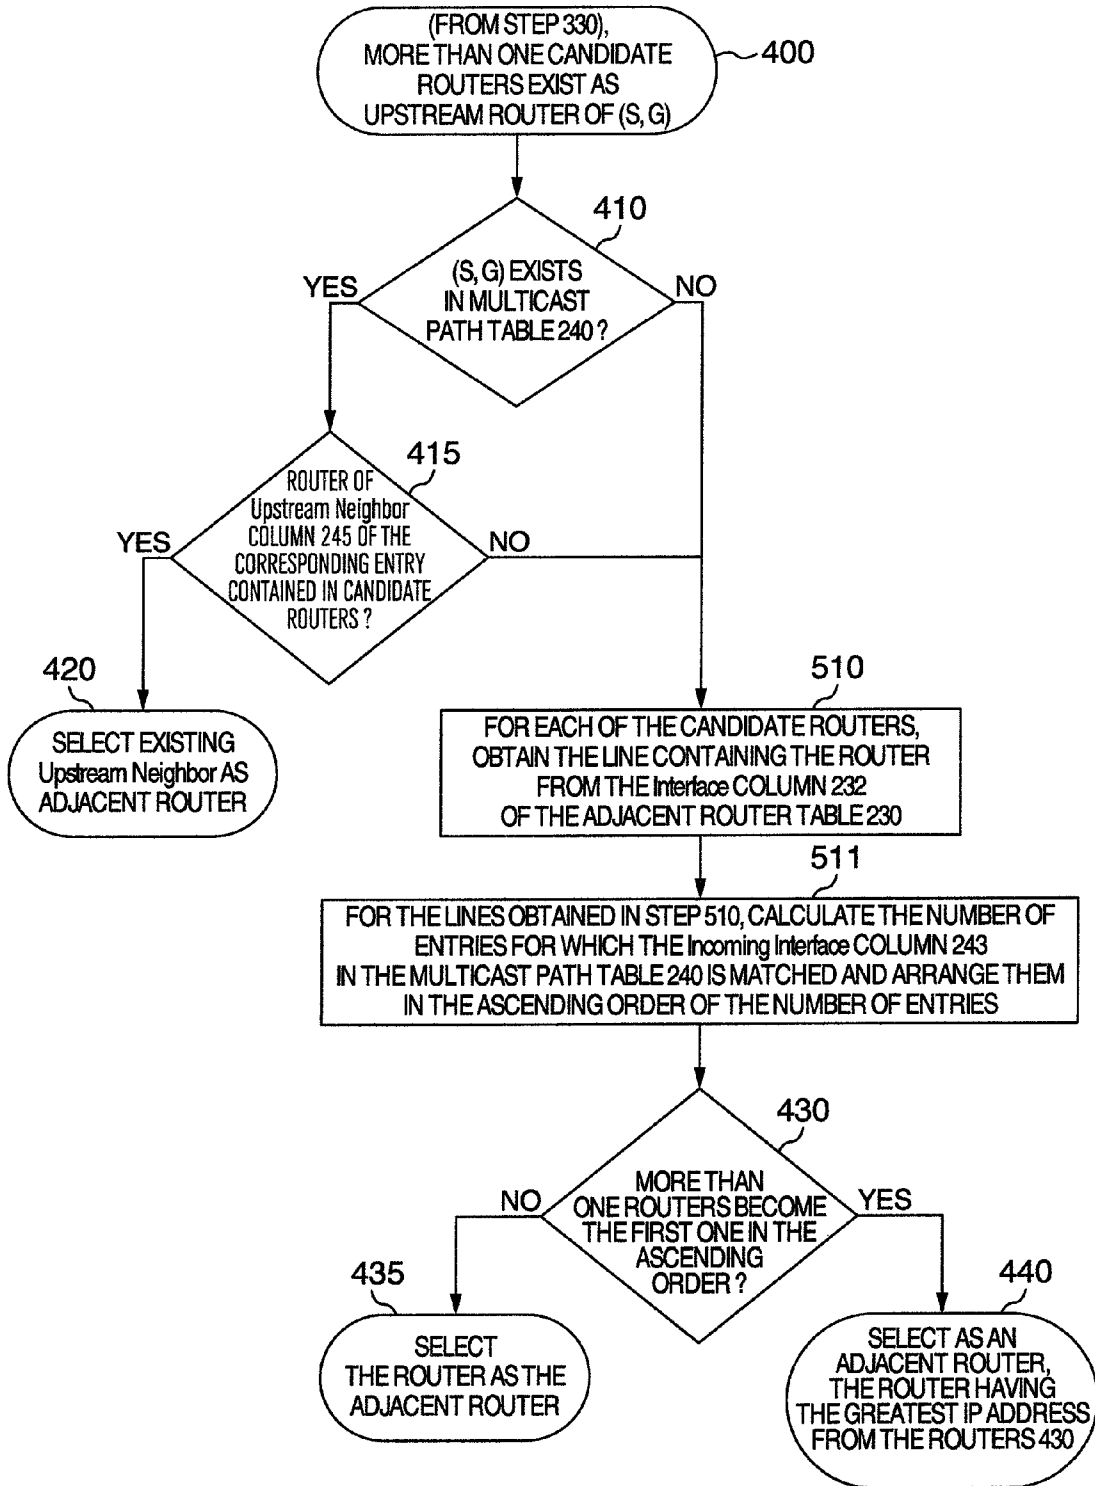 (FROM STEP 330),
MORE THAN ONE CANDIDATE
ROUTERS EXIST AS
UPSTREAM ROUTER OF (S, G)
400
410
(S, G) EXISTS
IN MULTICAST
PATH TABLE 240 ?
YES
NO
415
ROUTER OF
Upstream Neighbor
COLUMN 245 OF THE
CORRESPONDING ENTRY
CONTAINED IN CANDIDATE
ROUTERS ?
YES
NO
420
SELECT EXISTING
Upstream Neighbor AS
ADJACENT ROUTER
510
FOR EACH OF THE CANDIDATE ROUTERS,
OBTAIN THE LINE CONTAINING THE ROUTER
FROM THE Interface COLUMN 232
OF THE ADJACENT ROUTER TABLE 230
511
FOR THE LINES OBTAINED IN STEP 510, CALCULATE THE NUMBER OF
ENTRIES FOR WHICH THE Incoming Interface COLUMN 243
IN THE MULTICAST PATH TABLE 240 IS MATCHED AND ARRANGE THEM
IN THE ASCENDING ORDER OF THE NUMBER OF ENTRIES
430
MORE THAN
ONE ROUTERS BECOME
THE FIRST ONE IN THE
ASCENDING
ORDER ?
NO
YES
435
SELECT
THE ROUTER AS THE
ADJACENT ROUTER
440
SELECT AS AN
ADJACENT ROUTER,
THE ROUTER HAVING
THE GREATEST IP ADDRESS
FROM THE ROUTERS 430